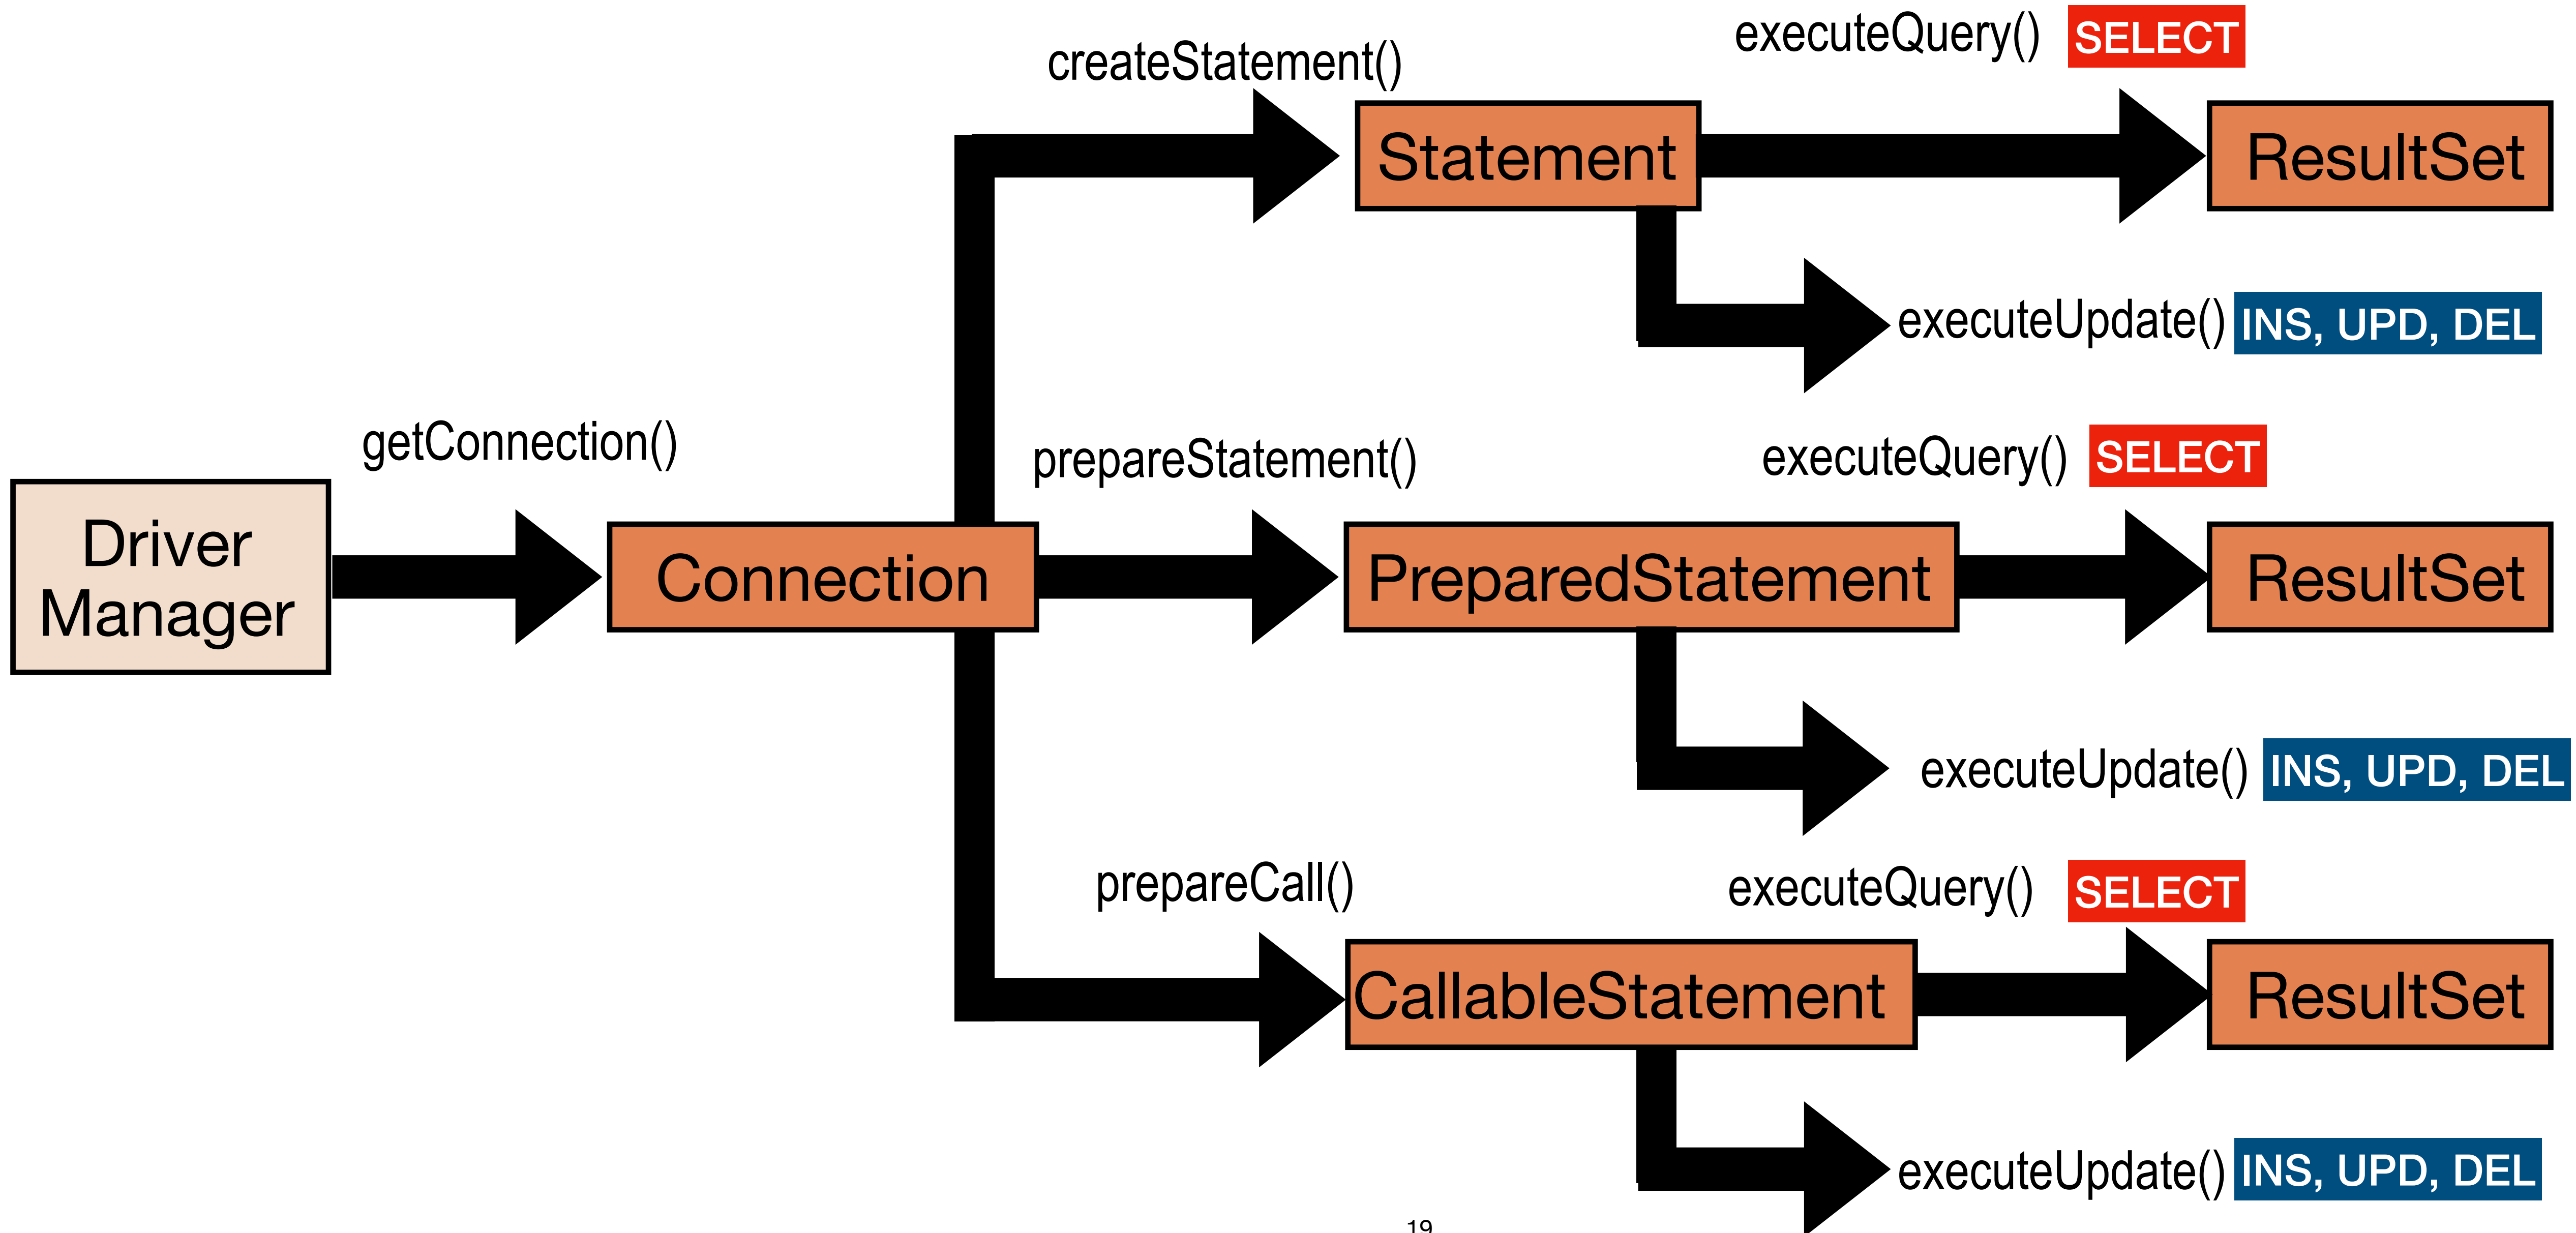 createStatement()
executeQuery() SELECT
Statement
ResultSet
executeUpdate() INS, UPD, DEL
getConnection()
prepareStatement()
executeQuery() SELECT
Driver
Manager
Connection
PreparedStatement
ResultSet
executeUpdate() INS, UPD, DEL
prepareCall()
executeQuery() SELECT
CallableStatement
ResultSet
executeUpdate() INS, UPD, DEL
19